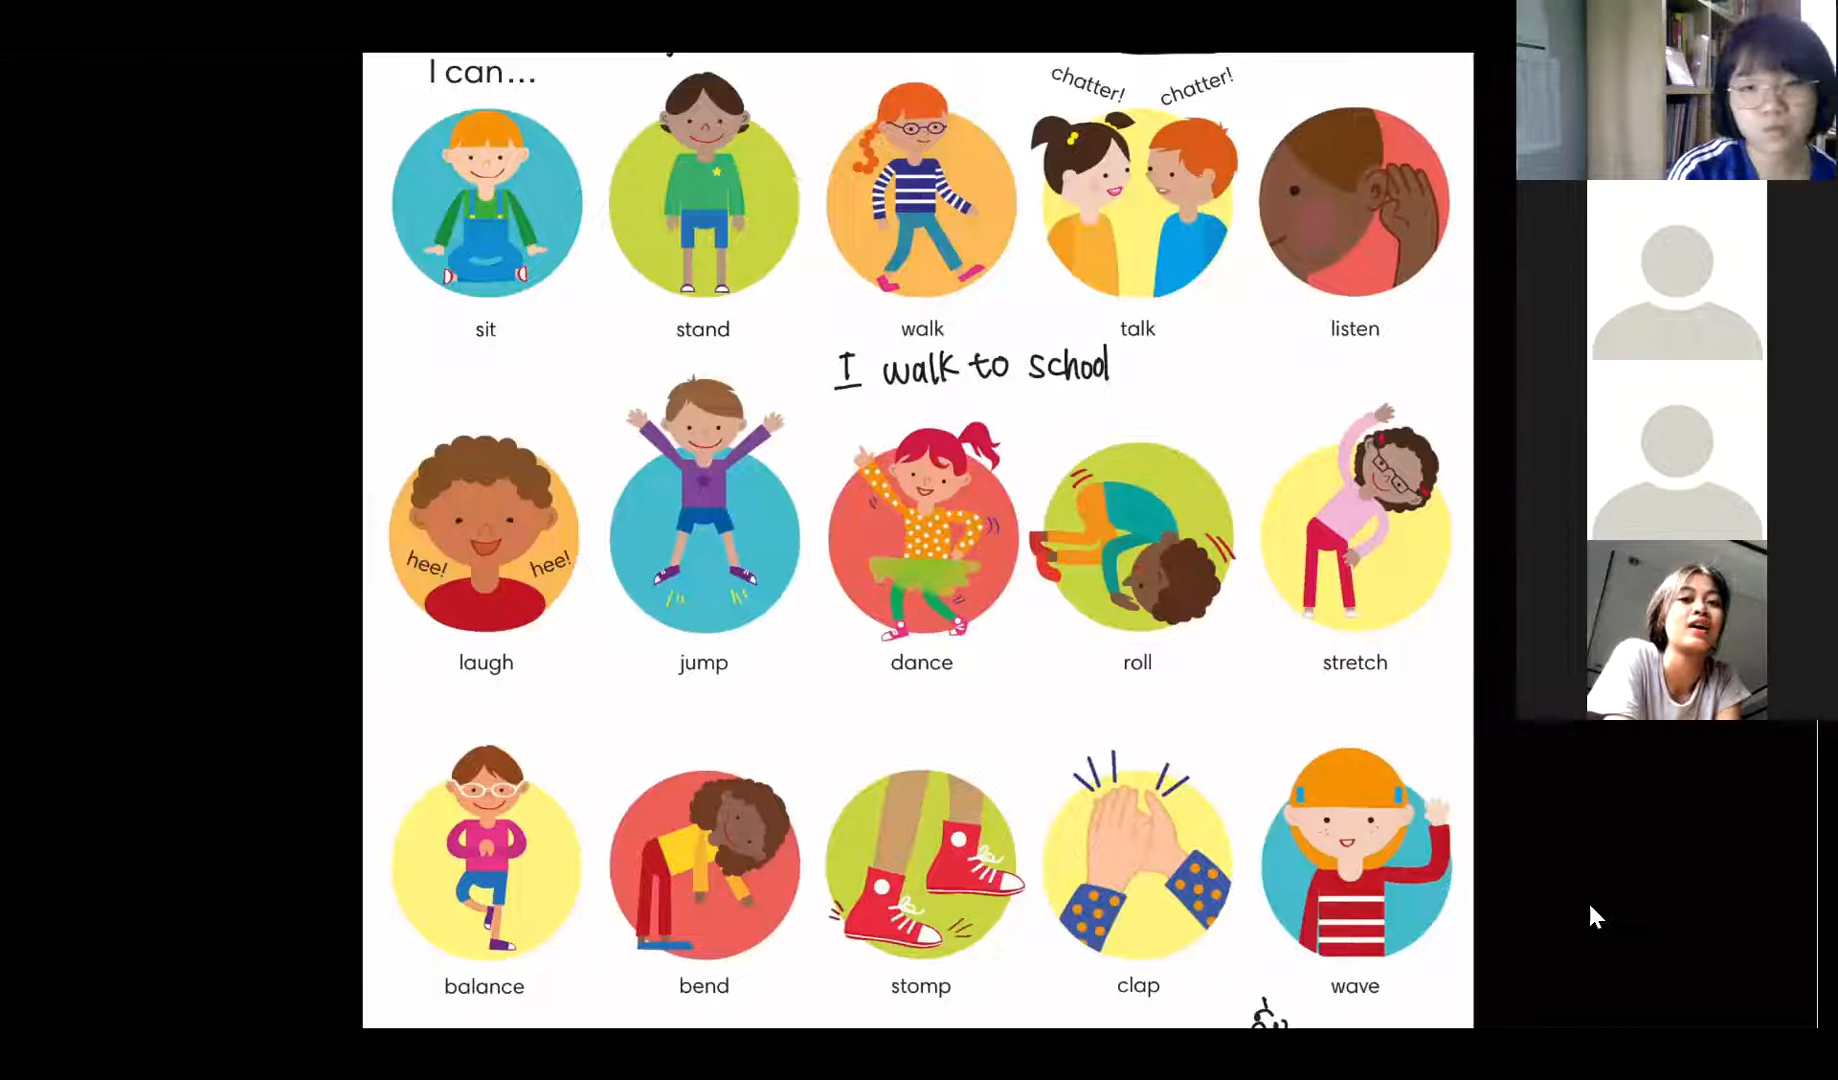 I can...
chatter! chatter!
sit stand walk talk listen
I walk to school
hee! hee!
laugh jump dance roll stretch
balance bend stomp clap wave